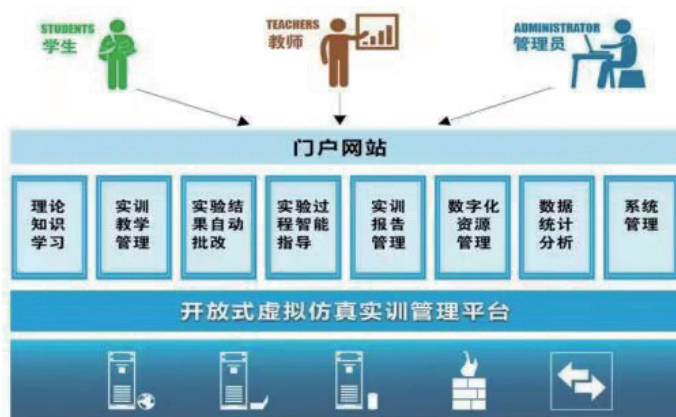 STUDENTS
学生
TEACHERS
教师
ADMINISTRATOR
管理员
门户网站
理论
知识
学习
实训
教学
管理
实验结
果自动
批改
实验过
程智能
指导
实训
报告
管理
数字化
资源
管理
数据
统计
分析
系统
管理
开放式虚拟仿真实训管理平台